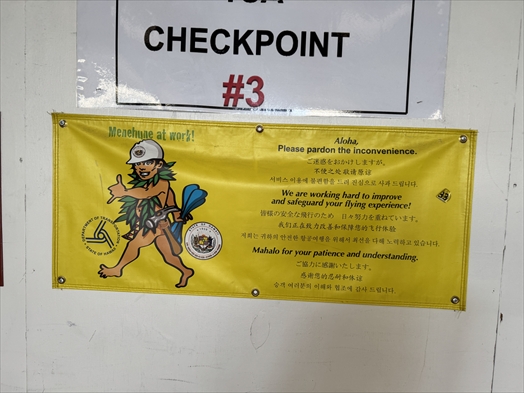 TSA
CHECKPOINT
#3
Menehune at work!
Aloha,
Please pardon the inconvenience.
ご迷惑をおかけしますが。
不便之处 敬请原谅
서비스 이용에 불편함을 드려 진심으로 사과 드립니다.
We are working hard to improve
and safeguard your flying experience!
皆様の安全な飛行のため 日々努力を重ねています。
我们正在致力改善和保障您的飞行体验
저희는 귀하의 안전한 항공여행을 위해서 최선을 다해 노력하고 있습니다.
Mahalo for your patience and understanding.
ご協力に感謝いたします。
感谢您的忍耐和体谅
승객 여러분의 이해와 협조에 감사 드립니다.
DEPARTMENT OF TRANSPORTATION
STATE OF HAWAII